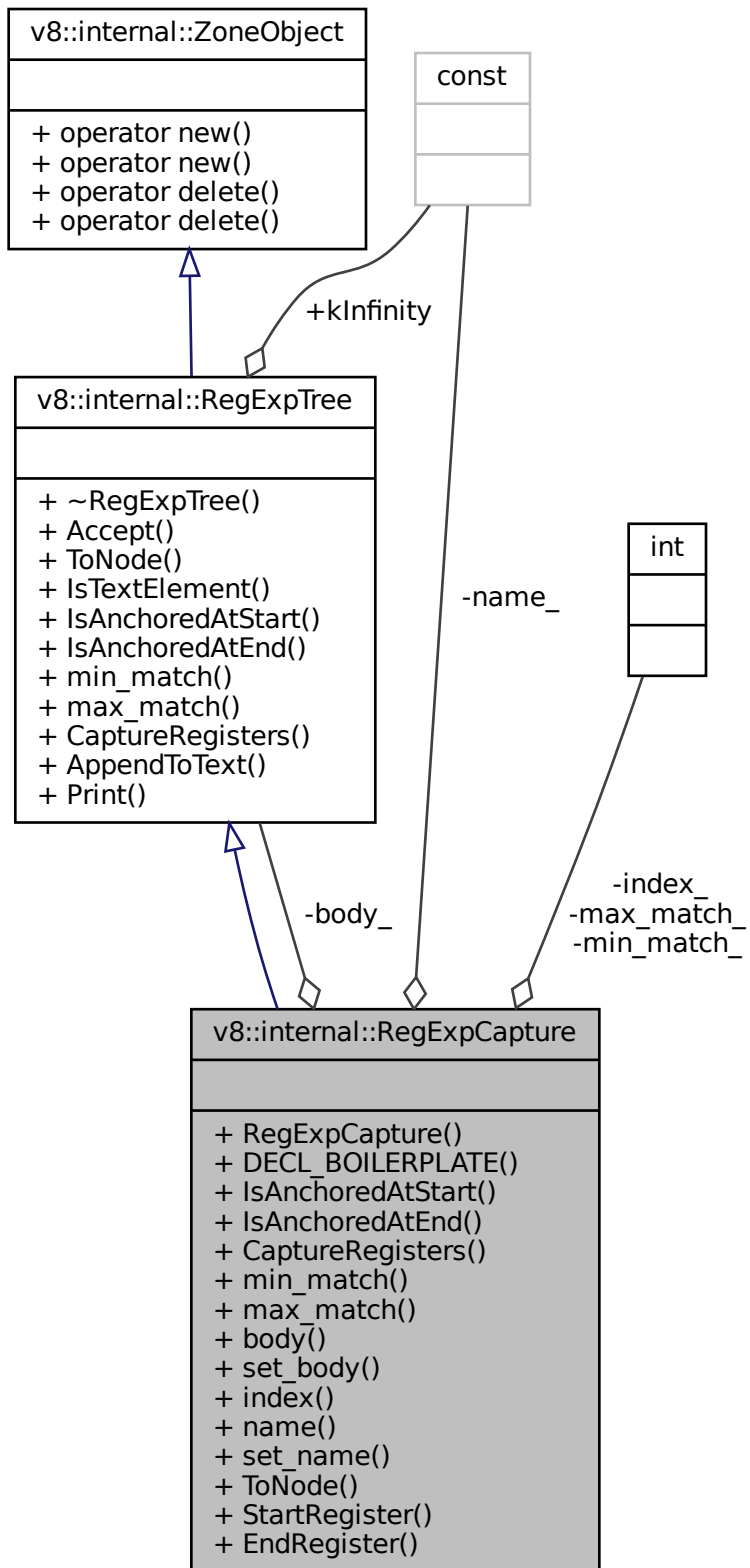 v8::internal::ZoneObject
+ operator new()
+ operator new()
+ operator delete()
+ operator delete()
const
+kInfinity
v8::internal::RegExpTree
+ ~RegExpTree()
+ Accept()
+ ToNode()
+ IsTextElement()
+ IsAnchoredAtStart()
+ IsAnchoredAtEnd()
+ min_match()
+ max_match()
+ CaptureRegisters()
+ AppendToText()
+ Print()
-name_
int
-body_
-index_
-max_match_
-min_match_
v8::internal::RegExpCapture
+ RegExpCapture()
+ DECL_BOILERPLATE()
+ IsAnchoredAtStart()
+ IsAnchoredAtEnd()
+ CaptureRegisters()
+ min_match()
+ max_match()
+ body()
+ set_body()
+ index()
+ name()
+ set_name()
+ ToNode()
+ StartRegister()
+ EndRegister()